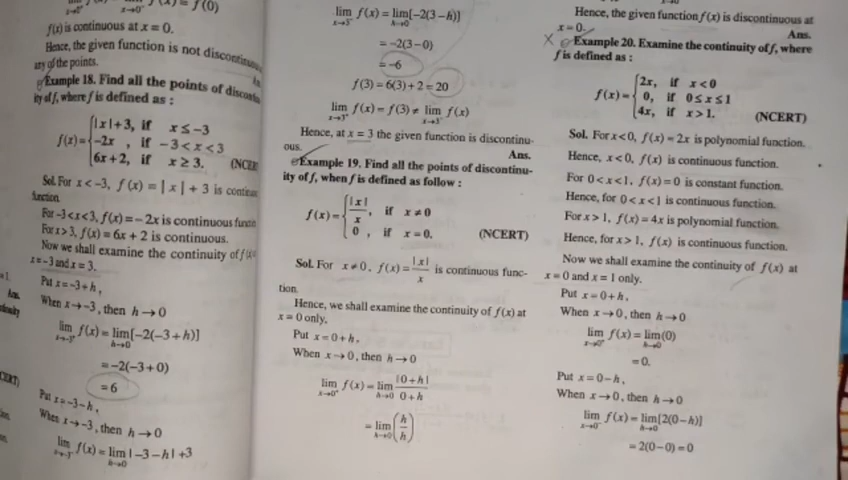 f(x) is continuous at x = 0.
Hence, the given function is not discontinuous
any of the points.
Example 18. Find all the points of
ity of f, where f is defined as :
f(x) = { |x|+3, if x ≤ -3
-2x , if -3 < x < 3
6x + 2, if x ≥ 3.
Sol. For x < -3, f(x) = |x| + 3 is
function.
For -3 < x < 3, f(x) = -2x is continuous
For x > 3, f(x) = 6x + 2 is continuous.
Now we shall examine the continuity of f(x)
x = -3 and x = 3.
Put x = -3 + h,
When x → -3, then h → 0
lim f(x) = lim[-2(-3 + h)]
h→0
= -2(-3 + 0)
= 6
Put x = -3 - h,
When x → -3, then h → 0
lim f(x) = lim |-3 - h| + 3
h→0
lim f(x) = lim[-2(3 - h)]
x→3⁻ h→0
= -2(3 - 0)
= -6
f(3) = 6(3) + 2 = 20
lim f(x) = f(3) ≠ lim f(x)
x→3⁺ x→3⁻
Hence, at x = 3 the given function is discontinu-
ous. Ans.
Example 19. Find all the points of discontinu-
ity of f, when f is defined as follow :
f(x) = { |x|/x, if x ≠ 0
0 , if x = 0. (NCERT)
Sol. For x ≠ 0, f(x) = |x|/x is continuous func-
tion.
Hence, we shall examine the continuity of f(x) at
x = 0 only.
Put x = 0 + h,
When x → 0, then h → 0
lim f(x) = lim |0 + h|/0 + h
x→0⁺ h→0
= lim (h/h)
h→0
Hence, the given function f(x) is discontinuous at
x = 0. Ans.
Example 20. Examine the continuity of f, where
f is defined as :
f(x) = { 2x, if x < 0
0, if 0 ≤ x ≤ 1
4x, if x > 1. (NCERT)
Sol. For x < 0, f(x) = 2x is polynomial function.
Hence, x < 0, f(x) is continuous function.
For 0 < x < 1, f(x) = 0 is constant function.
Hence, for 0 < x < 1 is continuous function.
For x > 1, f(x) = 4x is polynomial function.
Hence, for x > 1, f(x) is continuous function.
Now we shall examine the continuity of f(x) at
x = 0 and x = 1 only.
Put x = 0 + h,
When x → 0, then h → 0
lim f(x) = lim(0)
x→0⁺ h→0
= 0.
Put x = 0 - h,
When x → 0, then h → 0
lim f(x) = lim[2(0 - h)]
x→0⁻ h→0
= 2(0 - 0) = 0